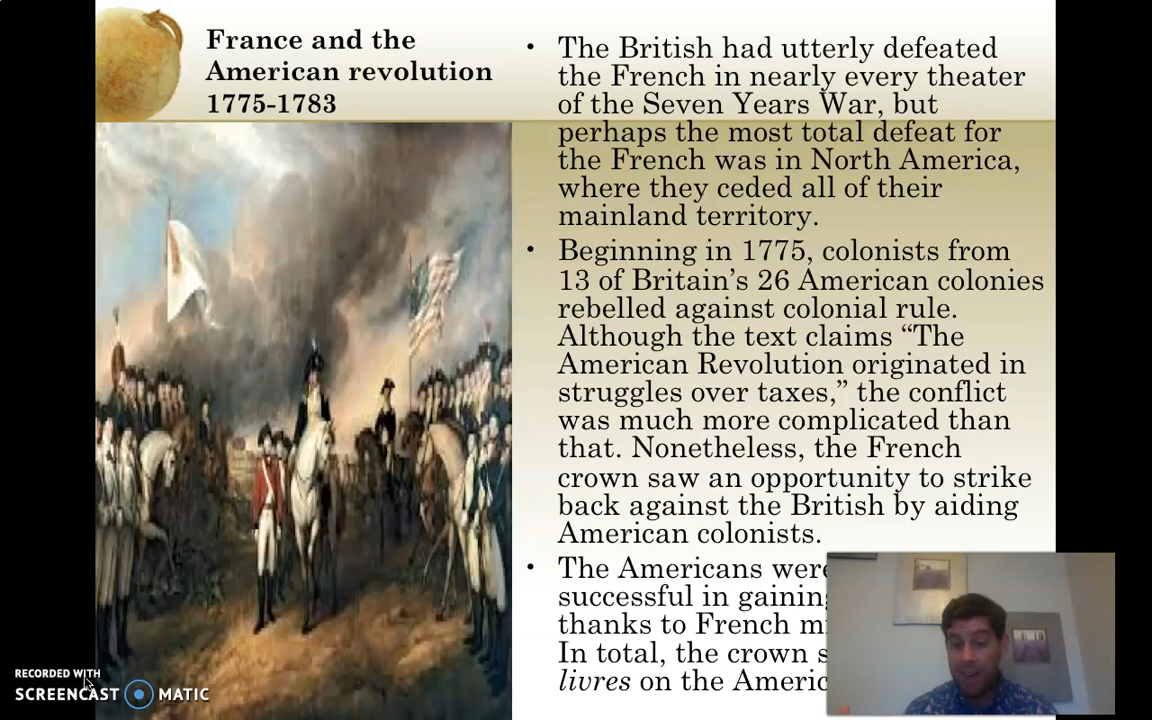 France and the
American revolution
1775-1783
• The British had utterly defeated
the French in nearly every theater
of the Seven Years War, but
perhaps the most total defeat for
the French was in North America,
where they ceded all of their
mainland territory.
• Beginning in 1775, colonists from
13 of Britain’s 26 American colonies
rebelled against colonial rule.
Although the text claims “The
American Revolution originated in
struggles over taxes,” the conflict
was much more complicated than
that. Nonetheless, the French
crown saw an opportunity to strike
back against the British by aiding
American colonists.
• The Americans were
successful in gaining
thanks to French
In total, the crown
livres on the
RECORDED WITH
SCREENCAST MATIC